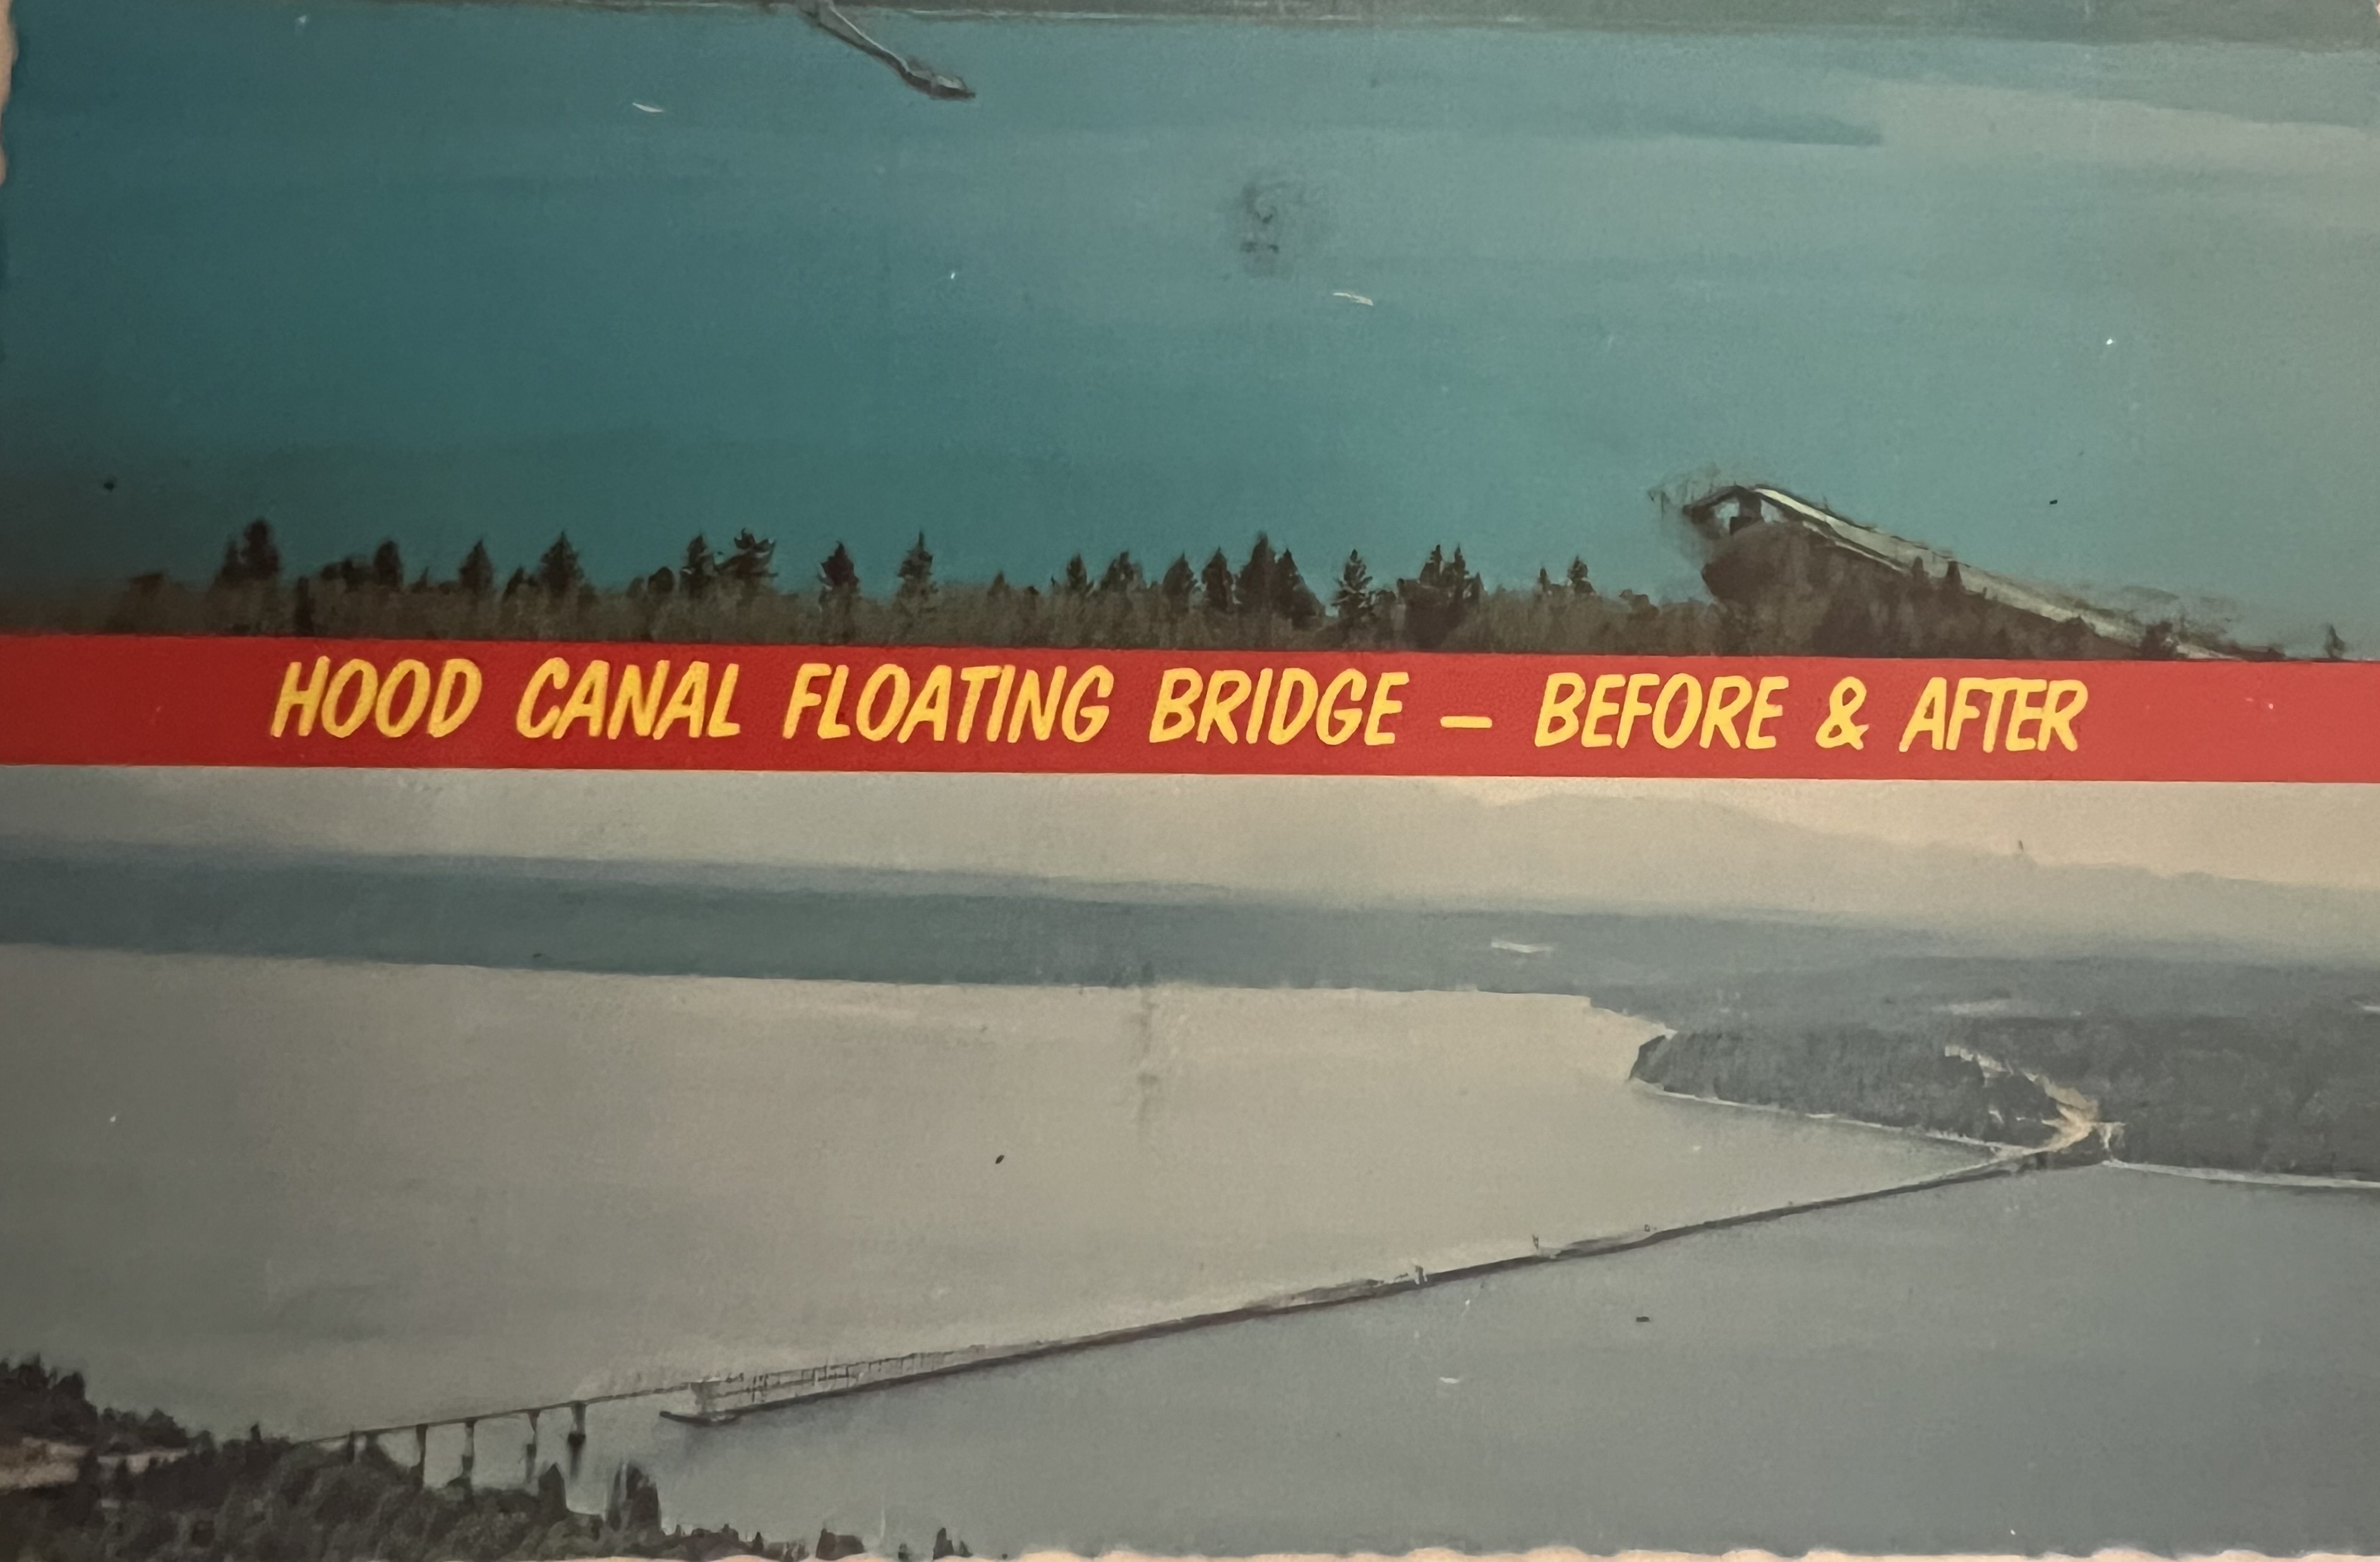 HOOD CANAL FLOATING BRIDGE – BEFORE & AFTER